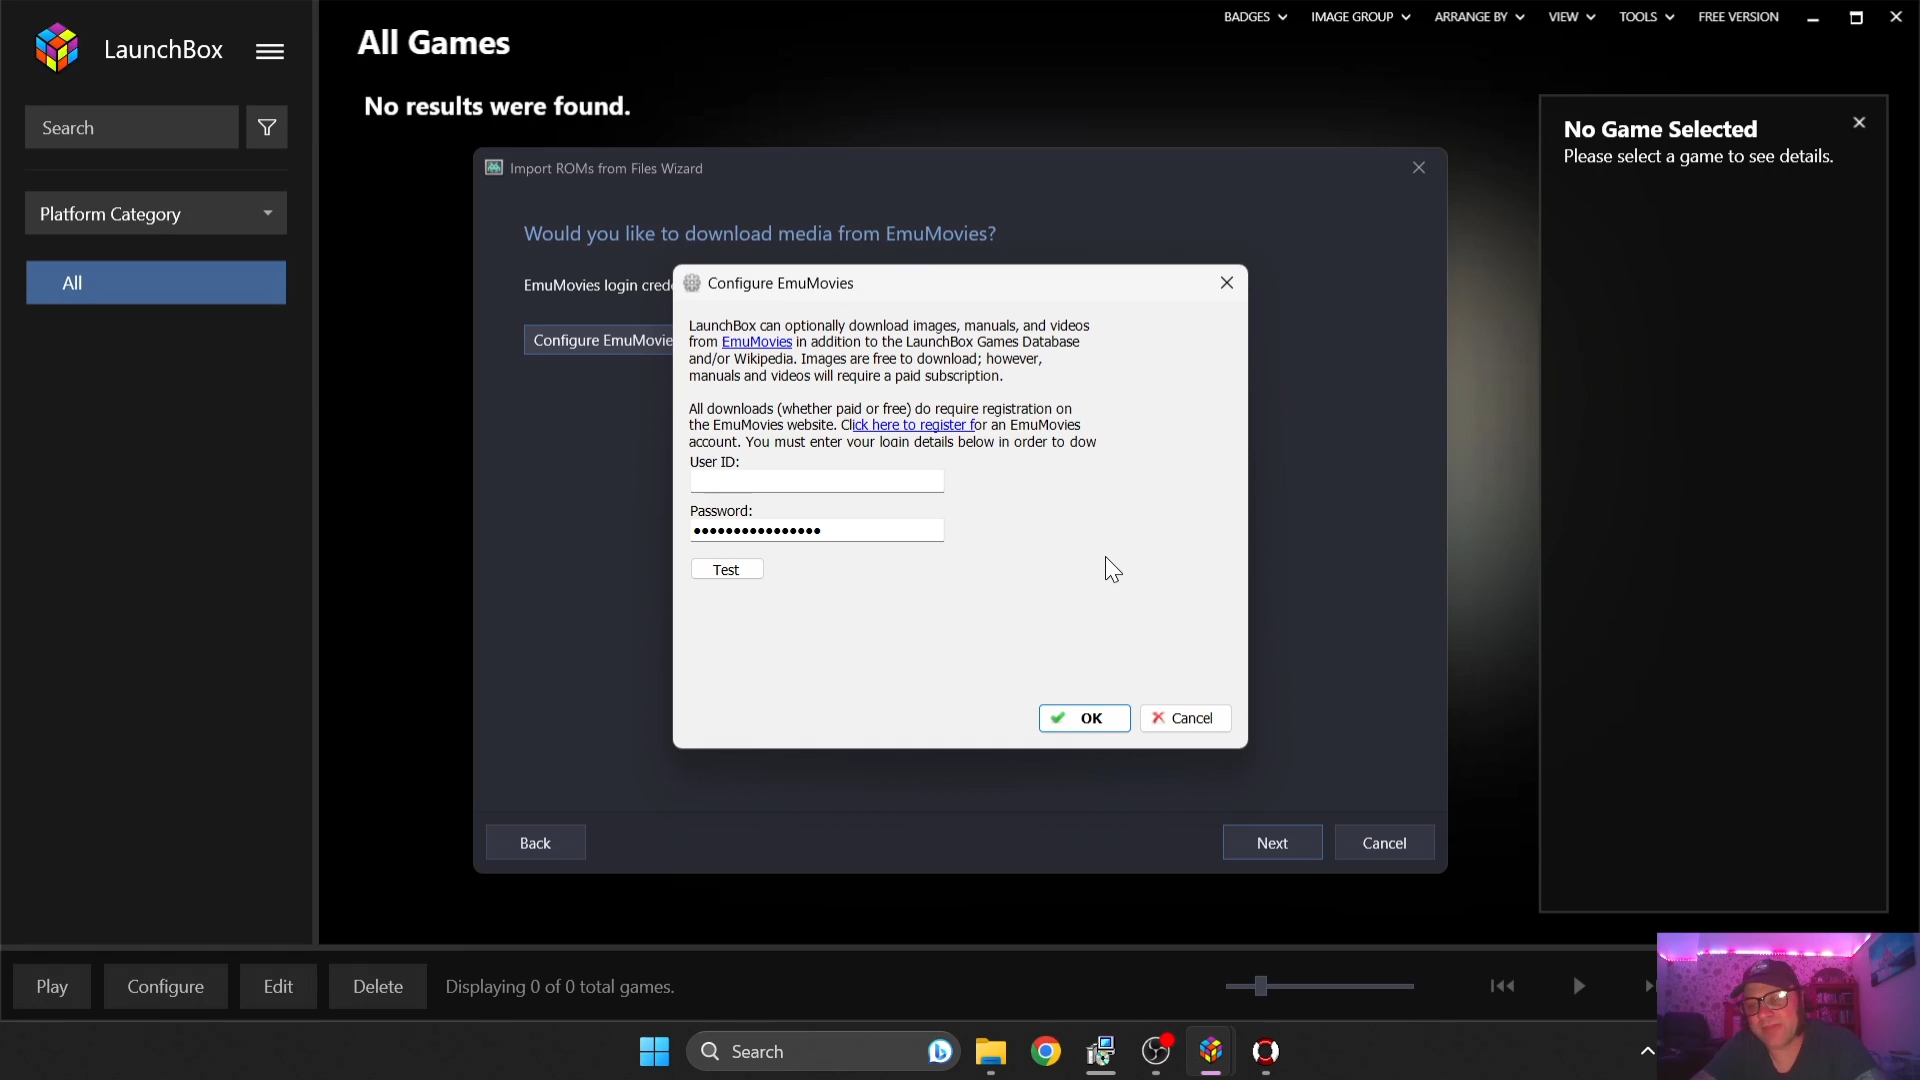 BADGES
IMAGE GROUP
ARRANGE BY
VIEW
TOOLS
FREE VERSION
LaunchBox
All Games
No results were found.
Search
Platform Category
All
No Game Selected
Please select a game to see details.
Import ROMs from Files Wizard
Would you like to download media from EmuMovies?
EmuMovies login cred
Configure EmuMovie
Configure EmuMovies
LaunchBox can optionally download images, manuals, and videos
from EmuMovies in addition to the LaunchBox Games Database
and/or Wikipedia. Images are free to download; however,
manuals and videos will require a paid subscription.
All downloads (whether paid or free) do require registration on
the EmuMovies website. Click here to register for an EmuMovies
account. You must enter your login details below in order to dow
User ID:
Password:
••••••••••••••••
Test
OK
Cancel
Back
Next
Cancel
Play
Configure
Edit
Delete
Displaying 0 of 0 total games.
Search